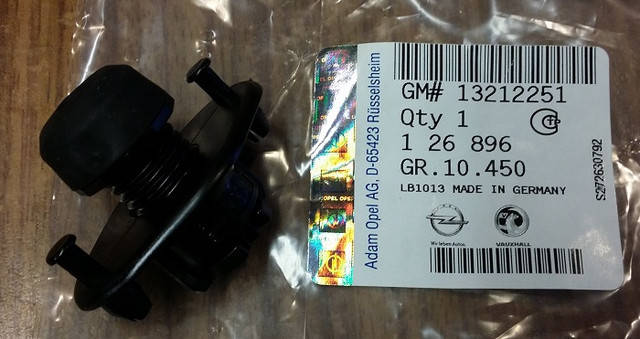 GM# 13212251
Qty 1
1 26 896
GR.10.450
LB1013 MADE IN GERMANY
Wir leben Autos.
VAUXHALL
Adam Opel AG, D-65423 Rüsselsheim
S272630792
OPEL